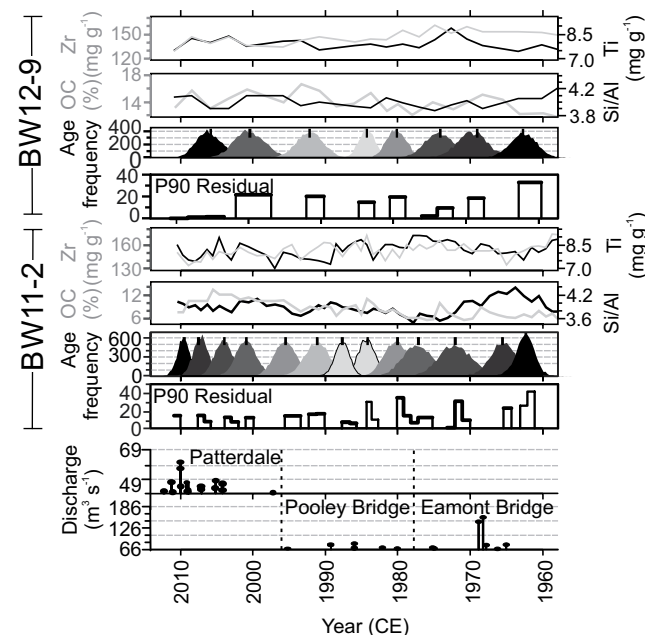 BW12-9
Zr
(mg g⁻¹)
150
120
8.5
7.0
Ti
(mg g⁻¹)
OC
(%)
18
14
4.2
3.8
Si/Al
Age
frequency
400
200
0
P90 Residual
40
20
0
BW11-2
Zr
(mg g⁻¹)
160
130
8.5
7.0
Ti
(mg g⁻¹)
OC
(%)
12
6
4.2
3.6
Si/Al
Age
frequency
600
300
0
P90 Residual
40
20
0
Discharge
(m³ s⁻¹)
69
49
Patterdale
186
126
66
Pooley Bridge
Eamont Bridge
2010 2000 1990 1980 1970 1960
Year (CE)